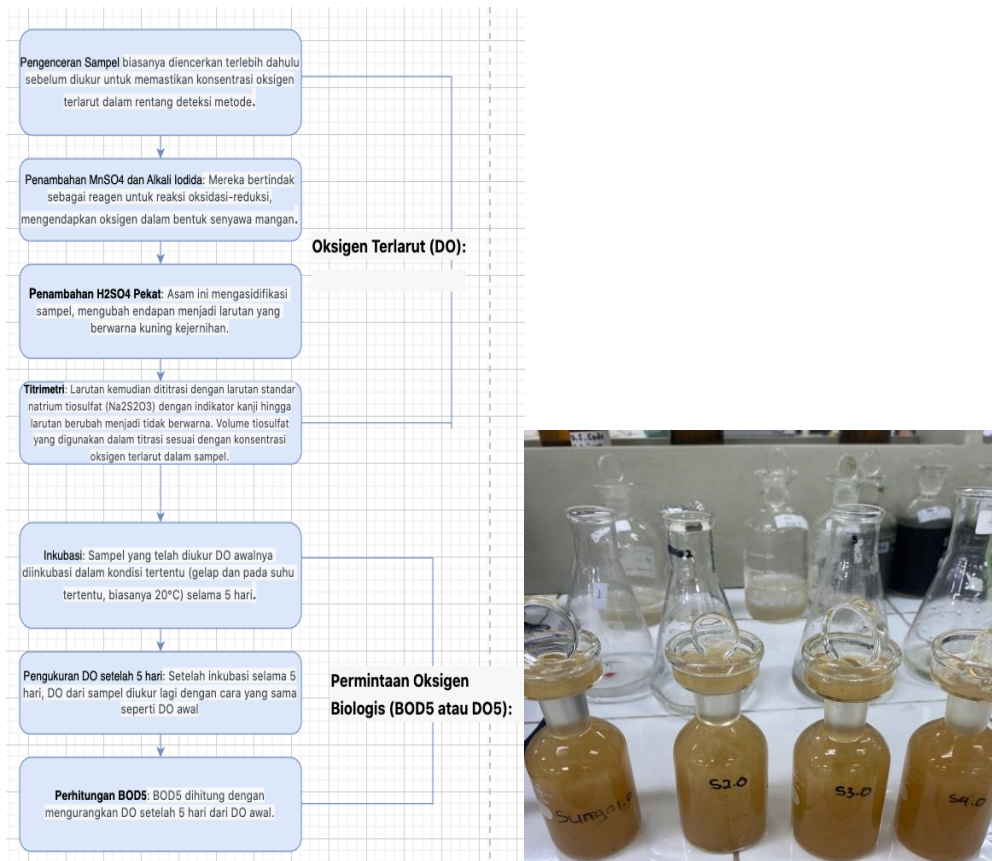 Pengenceran Sampel biasanya diencerkan terlebih dahulu
sebelum diukur untuk memastikan konsentrasi oksigen
terlarut dalam rentang deteksi metode.
Penambahan MnSO4 dan Alkali Iodida: Mereka bertindak
sebagai reagen untuk reaksi oksidasi-reduksi,
mengendapkan oksigen dalam bentuk senyawa mangan.
Oksigen Terlarut (DO):
Penambahan H2SO4 Pekat: Asam ini mengasidifikasi
sampel, mengubah endapan menjadi larutan yang
berwarna kuning kejernihan.
Titrimetri: Larutan kemudian dititrasi dengan larutan standar
natrium tiosulfat (Na2S2O3) dengan indikator kanji hingga
larutan berubah menjadi tidak berwarna. Volume tiosulfat
yang digunakan dalam titrasi sesuai dengan konsentrasi
oksigen terlarut dalam sampel.
Inkubasi: Sampel yang telah diukur DO awalnya
diinkubasi dalam kondisi tertentu (gelap dan pada suhu
tertentu, biasanya 20°C) selama 5 hari.
Pengukuran DO setelah 5 hari: Setelah inkubasi selama 5
hari, DO dari sampel diukur lagi dengan cara yang sama
seperti DO awal
Permintaan Oksigen
Biologis (BOD5 atau DO5):
Perhitungan BOD5: BOD5 dihitung dengan
mengurangkan DO setelah 5 hari dari DO awal.
S2.0
S3.0
S4.0